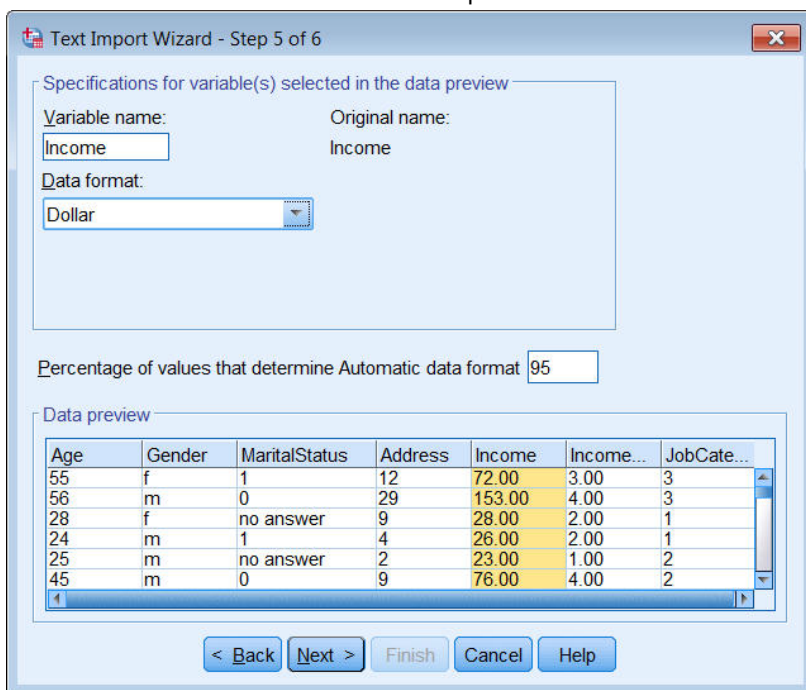 Text Import Wizard - Step 5 of 6
Specifications for variable(s) selected in the data preview
Variable name: Original name:
Income Income
Data format:
Dollar
Percentage of values that determine Automatic data format 95
Data preview
Age Gender MaritalStatus Address Income Income... JobCate...
55 f 1 12 72.00 3.00 3
56 m 0 29 153.00 4.00 3
28 f no answer 9 28.00 2.00 1
24 m 1 4 26.00 2.00 1
25 m no answer 2 23.00 1.00 2
45 m 0 9 76.00 4.00 2
< Back Next > Finish Cancel Help